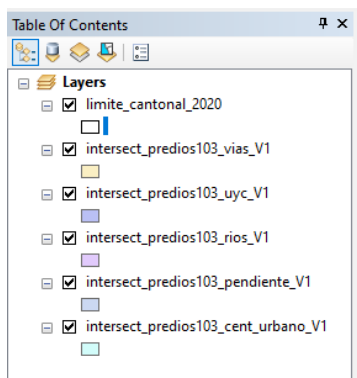 Table Of Contents
Layers
limite_cantonal_2020
intersect_predios103_vias_V1
intersect_predios103_uyc_V1
intersect_predios103_rios_V1
intersect_predios103_pendiente_V1
intersect_predios103_cent_urbano_V1